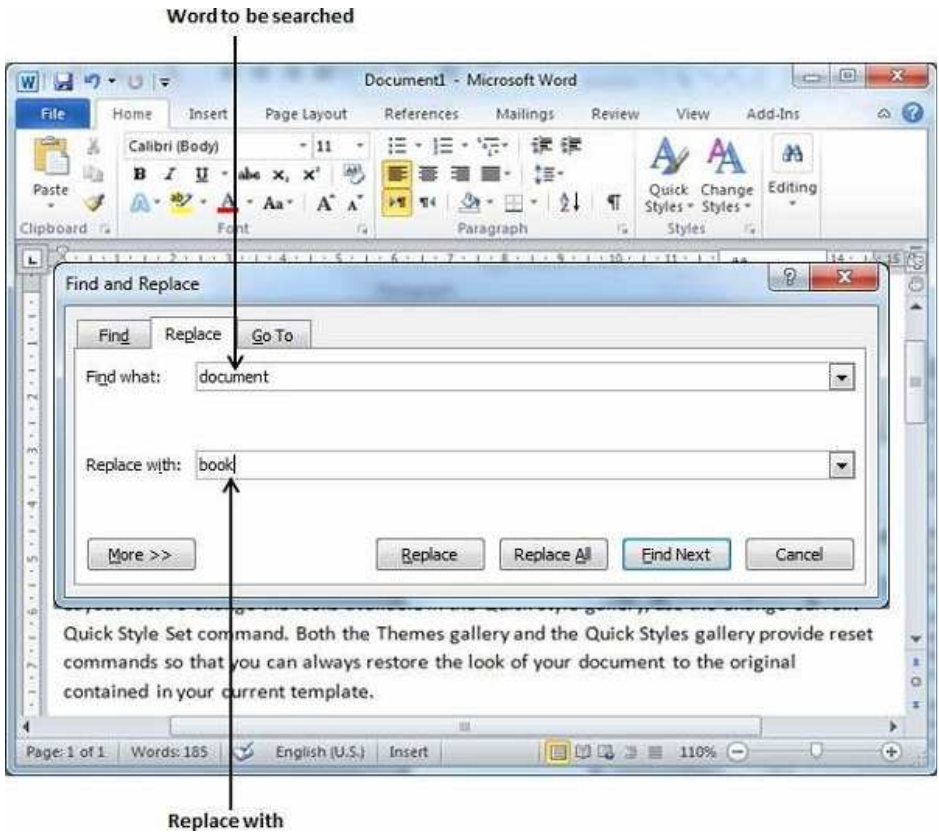 Word to be searched
Document1 - Microsoft Word
File Home Insert Page Layout References Mailings Review View Add-Ins
Calibri (Body) 11
B I U abc x, x²
Paste Aa A A Quick Styles Change Styles Editing
Clipboard Font Paragraph Styles
Find and Replace
Find Replace Go To
Find what: document
Replace with: book
More >> Replace Replace All Find Next Cancel
Quick Style Set command. Both the Themes gallery and the Quick Styles gallery provide reset
commands so that you can always restore the look of your document to the original
contained in your current template.
Page: 1 of 1 Words: 185 English (U.S.) Insert 110%
Replace with